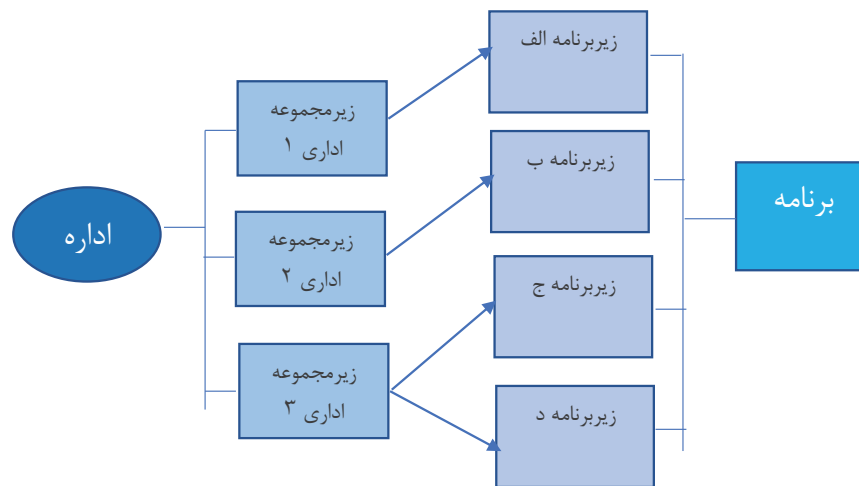 برنامه
زیربرنامه الف
زیربرنامه ب
زیربرنامه ج
زیربرنامه د
زیرمجموعه
اداری ۱
زیرمجموعه
اداری ۲
زیرمجموعه
اداری ۳
اداره